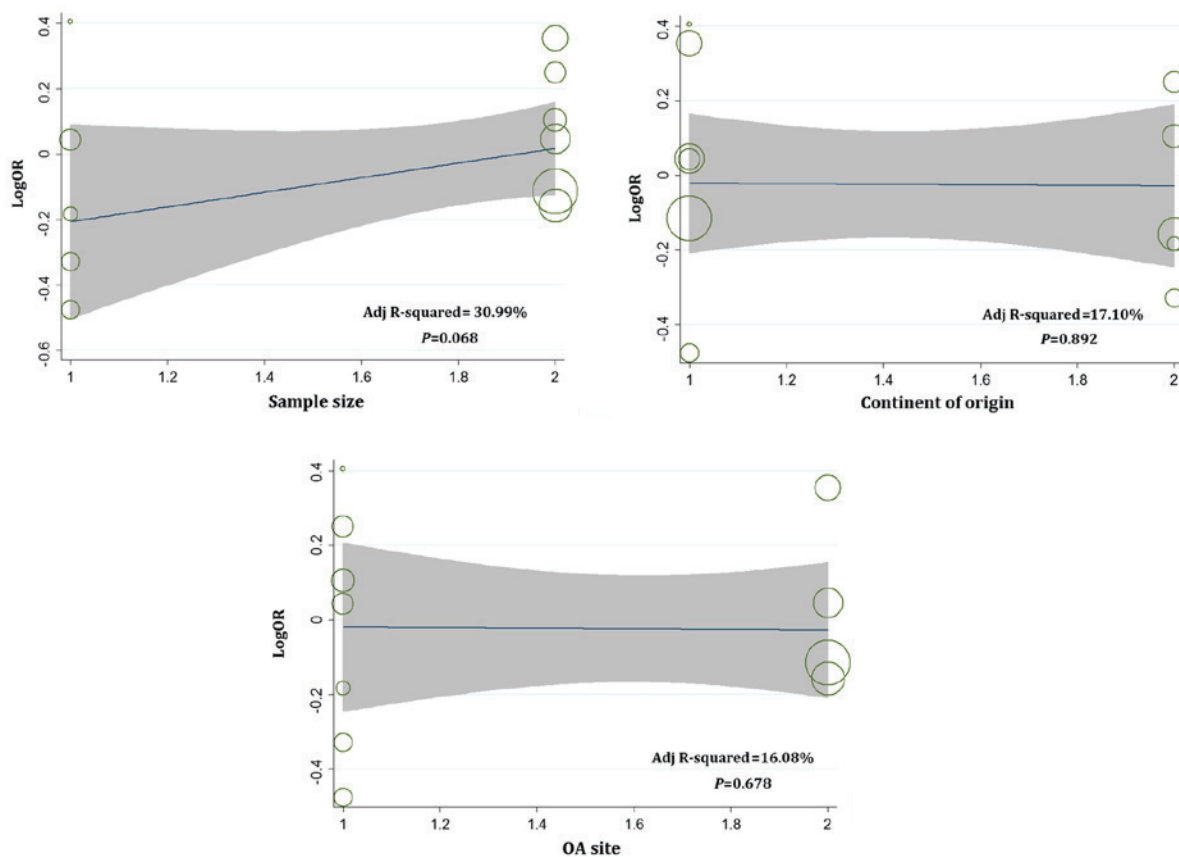 0.4
0.2
0
-0.2
-0.4
-0.6
LogOR
Adj R-squared= 30.99%
P=0.068
1 1.2 1.4 1.6 1.8 2
Sample size
0.4
0.2
0
-0.2
-0.4
LogOR
Adj R-squared=17.10%
P=0.892
1 1.2 1.4 1.6 1.8 2
Continent of origin
0.4
0.2
0
-0.2
-0.4
LogOR
Adj R-squared=16.08%
P=0.678
1 1.2 1.4 1.6 1.8 2
OA site